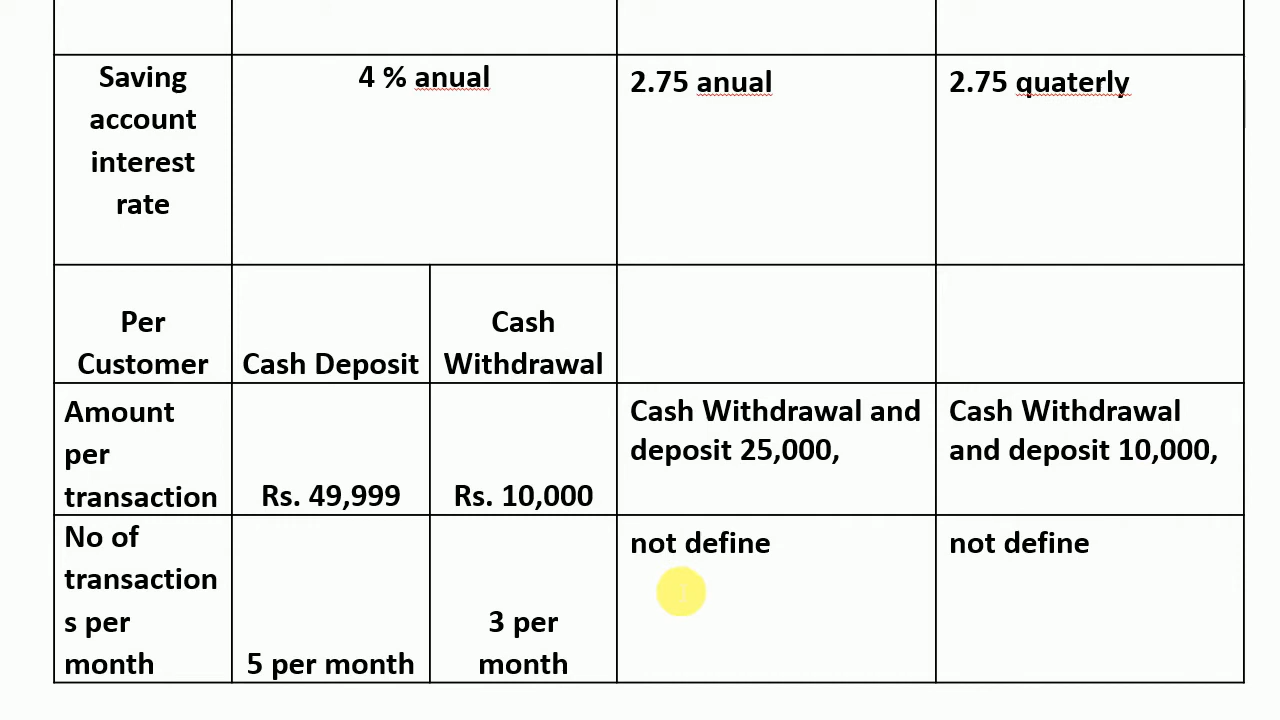 Saving
account
interest
rate
4 % anual
2.75 anual
2.75 quaterly
Per
Customer
Cash Deposit
Cash
Withdrawal
Amount
per
transaction
Rs. 49,999
Rs. 10,000
Cash Withdrawal and
deposit 25,000,
Cash Withdrawal
and deposit 10,000,
No of
transaction
s per
month
5 per month
3 per
month
not define
not define